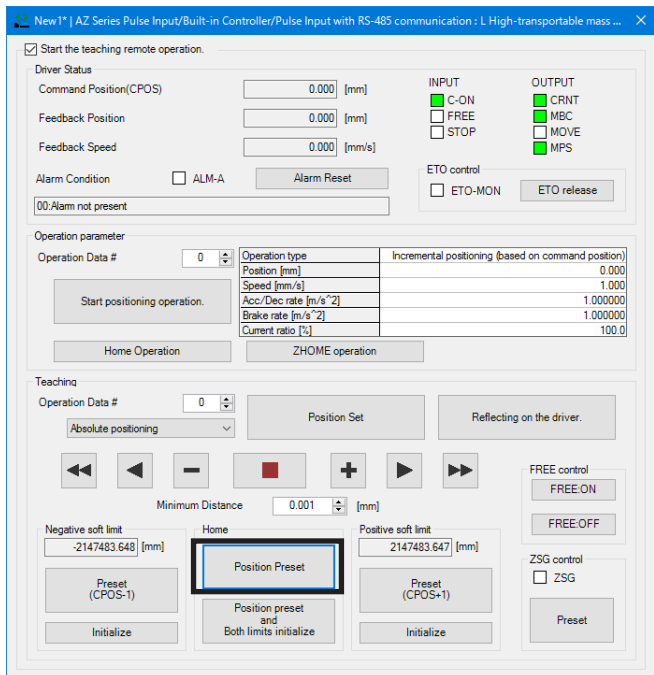 New1* | AZ Series Pulse Input/Built-in Controller/Pulse Input with RS-485 communication : L High-transportable mass ...
Start the teaching remote operation.
Driver Status
Command Position(CPOS) 0.000 [mm]
Feedback Position 0.000 [mm]
Feedback Speed 0.000 [mm/s]
INPUT
C-ON
FREE
STOP
OUTPUT
CRNT
MBC
MOVE
MPS
Alarm Condition ALM-A Alarm Reset
00:Alarm not present
ETO control
ETO-MON ETO release
Operation parameter
Operation Data # 0
Start positioning operation.
Operation type Incremental positioning (based on command position)
Position [mm] 0.000
Speed [mm/s] 1.000
Acc/Dec rate [m/s^2] 1.000000
Brake rate [m/s^2] 1.000000
Current ratio [%] 100.0
Home Operation ZHOME operation
Teaching
Operation Data # 0
Absolute positioning
Position Set
Reflecting on the driver.
Minimum Distance 0.001 [mm]
FREE control
FREE:ON
FREE:OFF
Negative soft limit
-2147483.648 [mm]
Preset
(CPOS-1)
Initialize
Home
Position Preset
Position preset
and
Both limits initialize
Positive soft limit
2147483.647 [mm]
Preset
(CPOS+1)
Initialize
ZSG control
ZSG
Preset